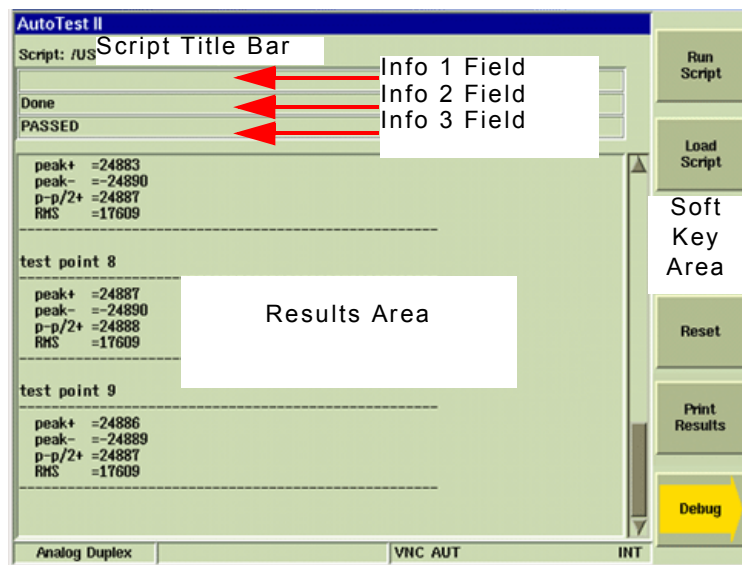 AutoTest II
Script: /US
Script Title Bar
Info 1 Field
Info 2 Field
Info 3 Field
Done
PASSED
peak+ =24883
peak- =-24890
p-p/2+ =24887
RMS =17609
test point 8
peak+ =24887
peak- =-24890
p-p/2+ =24888
RMS =17609
Results Area
test point 9
peak+ =24886
peak- =-24889
p-p/2+ =24887
RMS =17609
Analog Duplex
VNC AUT
INT
Run
Script
Load
Script
Soft
Key
Area
Reset
Print
Results
Debug